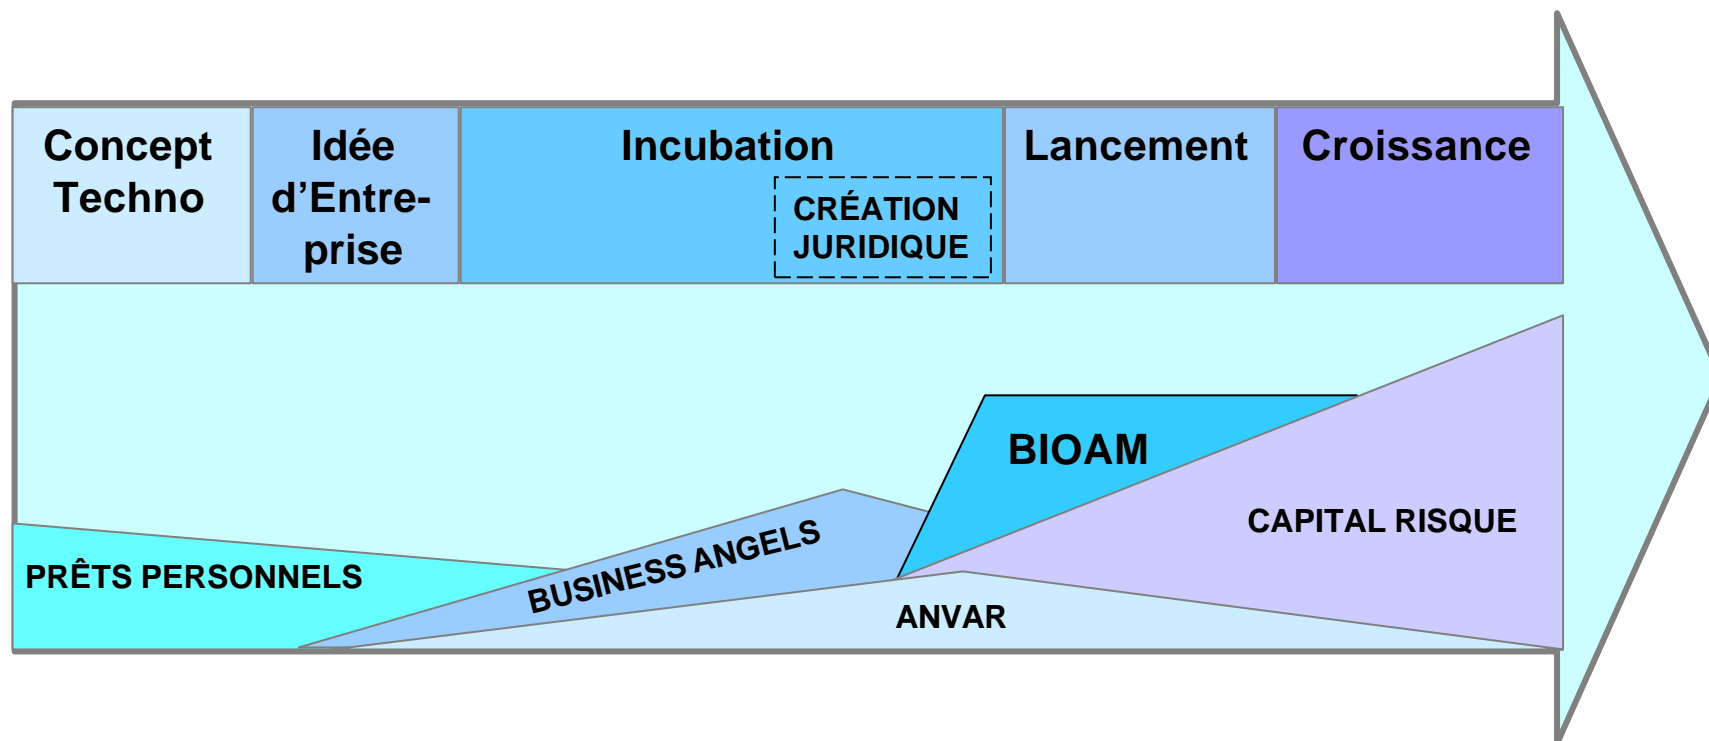 Concept
Techno
Idée
d’Entre-
prise
Incubation
CRÉATION
JURIDIQUE
Lancement
Croissance
BIOAM
CAPITAL RISQUE
BUSINESS ANGELS
PRÊTS PERSONNELS
ANVAR